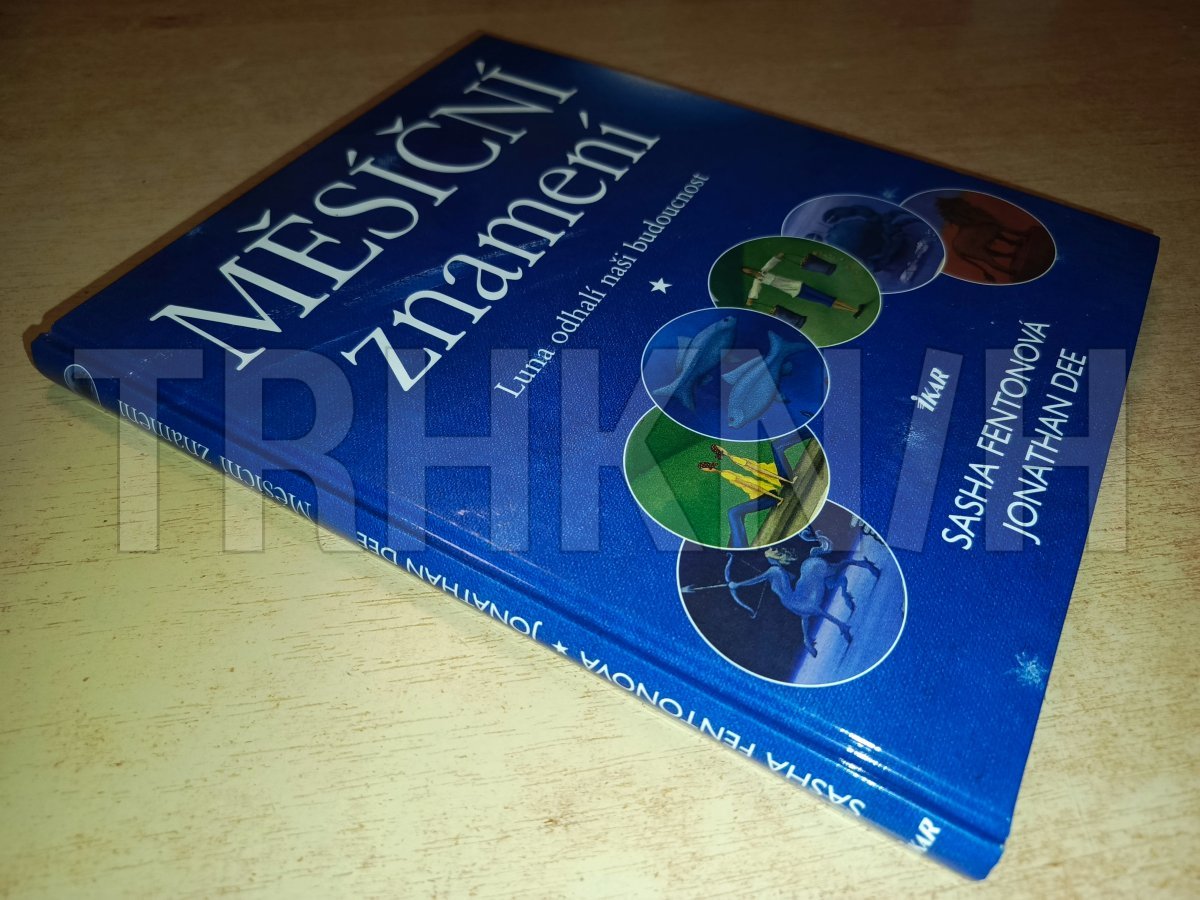 MĚSÍČNÍ
znamení
Luna odhalí naši budoucnost
IKAR
SASHA FENTONOVÁ
JONATHAN DEE
Měsíční znamení
SASHA FENTONOVÁ ★ JONATHAN DEE
IKAR
TRHKNIH